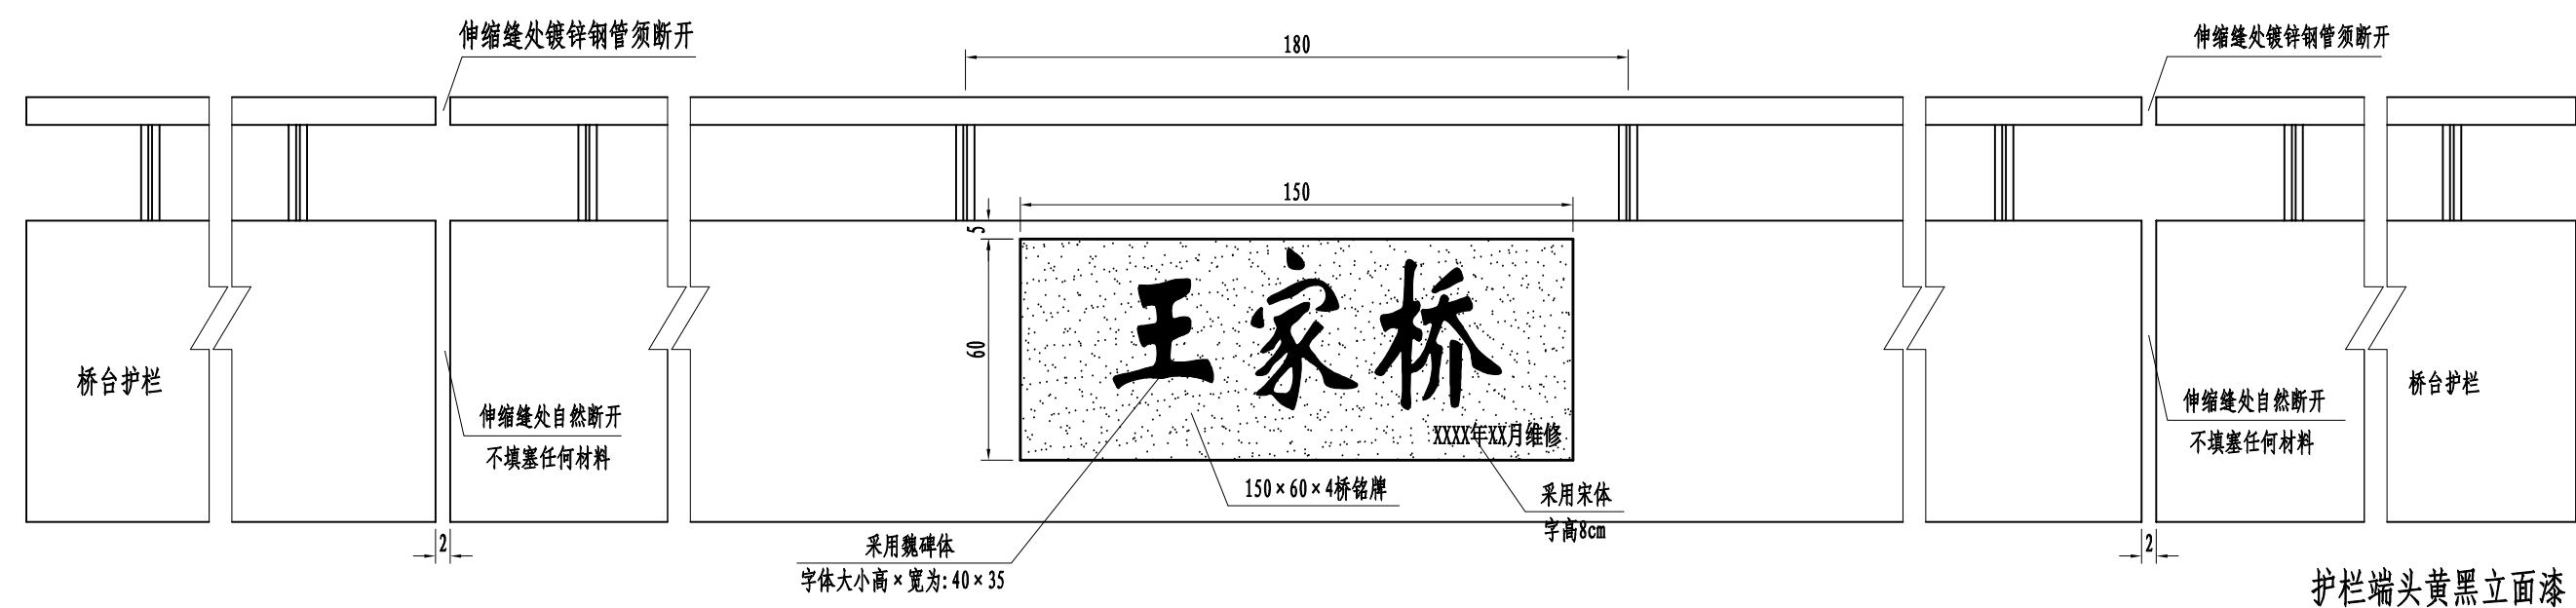 伸缩缝处镀锌钢管须断开
180
伸缩缝处镀锌钢管须断开
150
5
60
王家桥
XXXX年XX月维修
桥台护栏
伸缩缝处自然断开
不填塞任何材料
150×60×4桥铭牌
采用宋体
字高8cm
采用魏碑体
字体大小高×宽为:40×35
伸缩缝处自然断开
不填塞任何材料
桥台护栏
2
2
护栏端头黄黑立面漆